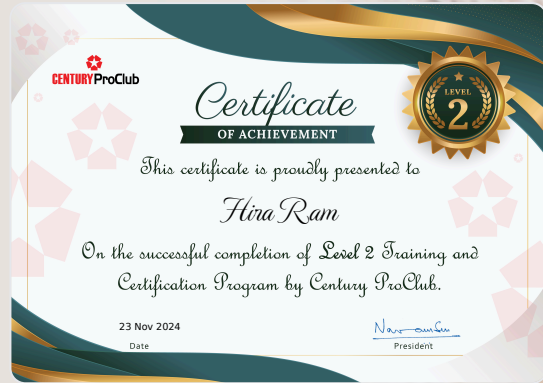 CENTURY ProClub
Certificate
OF ACHIEVEMENT
LEVEL
2
This certificate is proudly presented to
Hira Ram
On the successful completion of Level 2 Training and
Certification Program by Century ProClub.
23 Nov 2024
Date
President